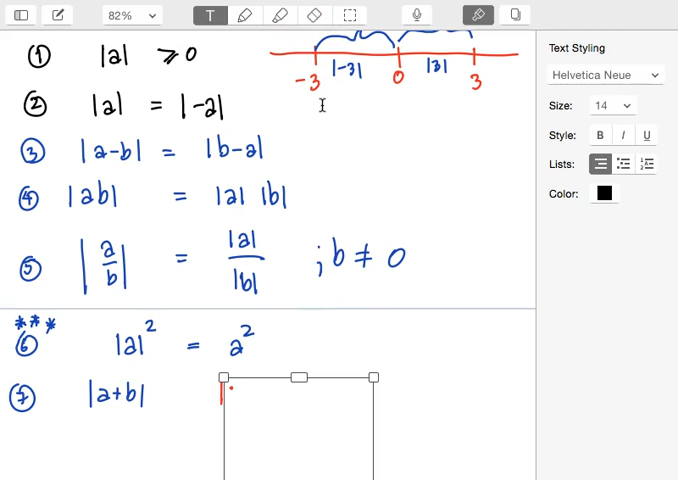 82%
T
Text Styling
Helvetica Neue
Size: 14
Style: B I U
Lists:
Color:
① |a| ⩾ 0
-3 |-3| 0 |3| 3
② |a| = |-a|
③ |a-b| = |b-a|
④ |ab| = |a| |b|
⑤ |a/b| = |a|/|b| ; b ≠ 0
***
⑥ |a|² = a²
⑦ |a+b|